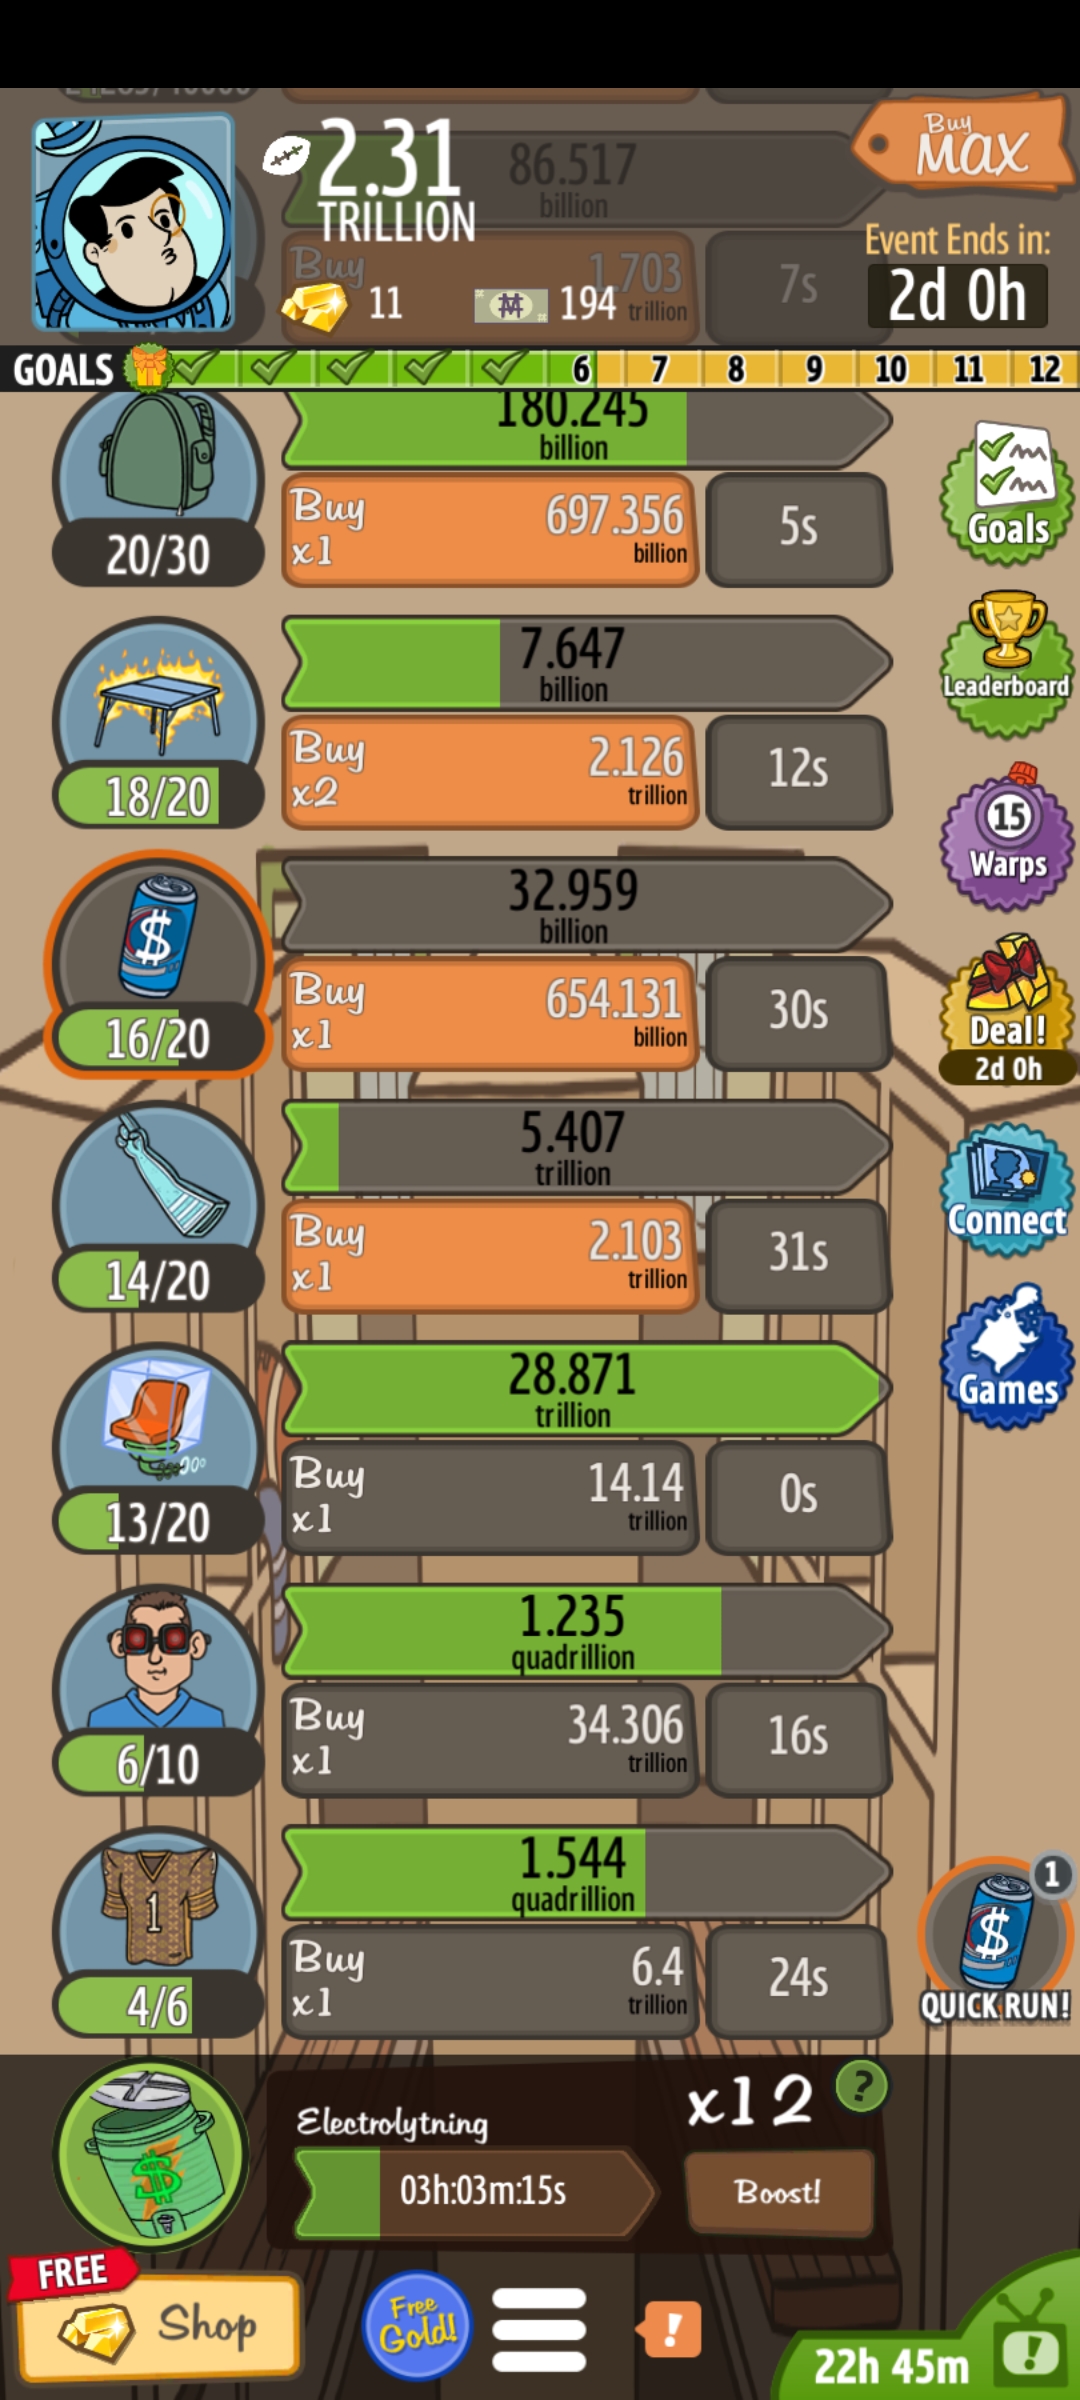 2.31
TRILLION
86.517
billion
Buy
MAX
Buy
1.703
trillion
7s
11
194
Event Ends in:
2d 0h
GOALS
6
7
8
9
10
11
12
180.245
billion
20/30
Buy
x1
697.356
billion
5s
Goals
7.647
billion
18/20
Buy
x2
2.126
trillion
12s
Leaderboard
32.959
billion
$
16/20
Buy
x1
654.131
billion
30s
15
Warps
Deal!
2d 0h
5.407
trillion
14/20
Buy
x1
2.103
trillion
31s
Connect
28.871
trillion
13/20
Buy
x1
14.14
trillion
0s
Games
1.235
quadrillion
6/10
Buy
x1
34.306
trillion
16s
1.544
quadrillion
1
4/6
Buy
x1
6.4
trillion
24s
1
$
QUICK RUN!
$
Electrolytning
03h:03m:15s
x12
?
Boost!
FREE
Shop
Free
Gold!
!
22h 45m
!